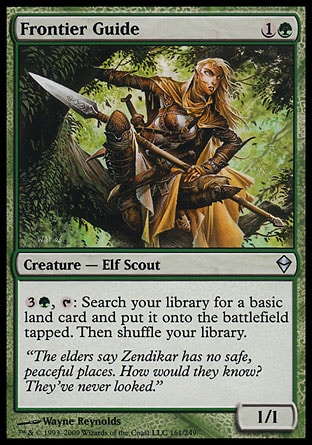 Frontier Guide 1
Creature — Elf Scout
3, : Search your library for a basic
land card and put it onto the battlefield
tapped. Then shuffle your library.
“The elders say Zendikar has no safe,
peaceful places. How would they know?
They’ve never looked.”
Wayne Reynolds
™ & © 1993–2009 Wizards of the Coast LLC 161/249
1/1